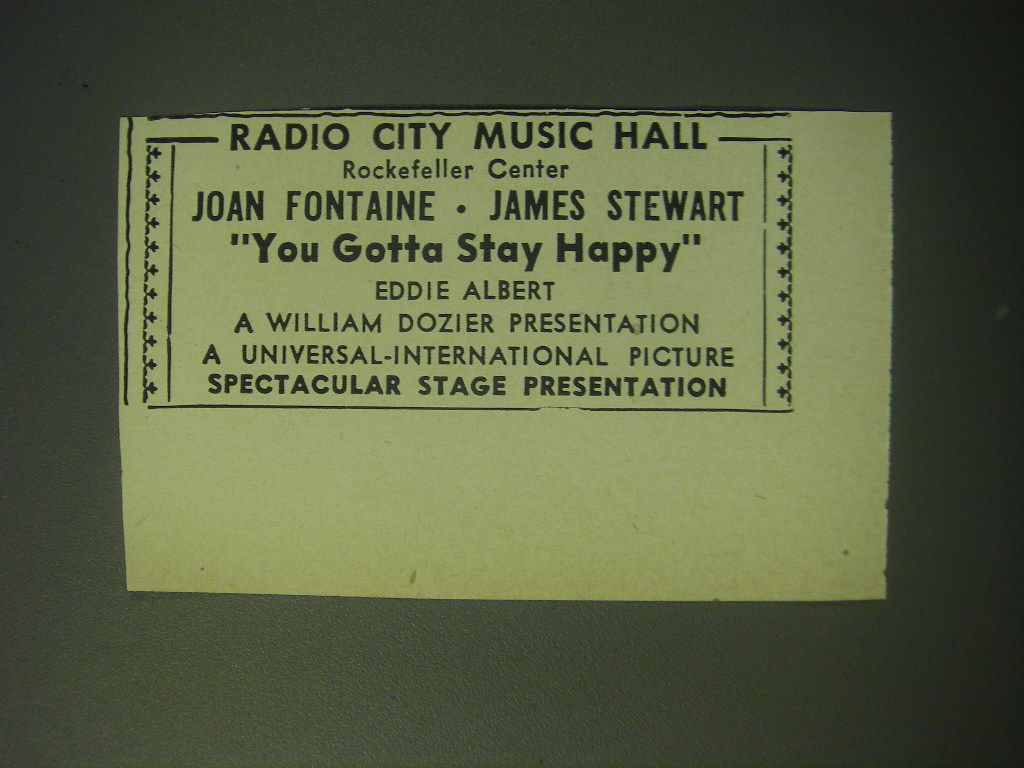 RADIO CITY MUSIC HALL
Rockefeller Center
JOAN FONTAINE • JAMES STEWART
"You Gotta Stay Happy"
EDDIE ALBERT
A WILLIAM DOZIER PRESENTATION
A UNIVERSAL-INTERNATIONAL PICTURE
SPECTACULAR STAGE PRESENTATION